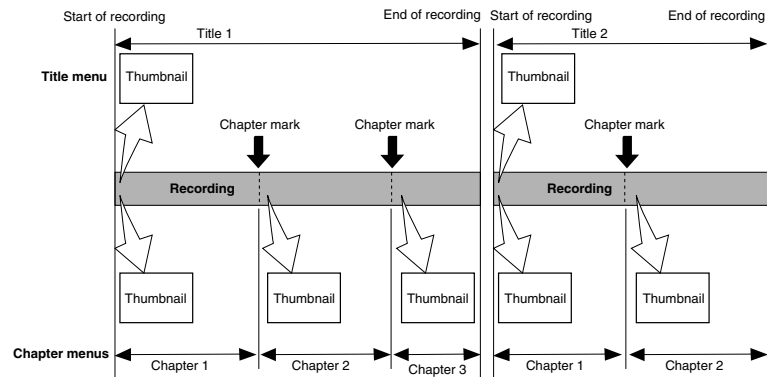 Start of recording
End of recording
Start of recording
End of recording
Title 1
Title 2
Title menu
Thumbnail
Thumbnail
Chapter mark
Chapter mark
Chapter mark
Recording
Recording
Thumbnail
Thumbnail
Thumbnail
Thumbnail
Thumbnail
Chapter menus
Chapter 1
Chapter 2
Chapter 3
Chapter 1
Chapter 2